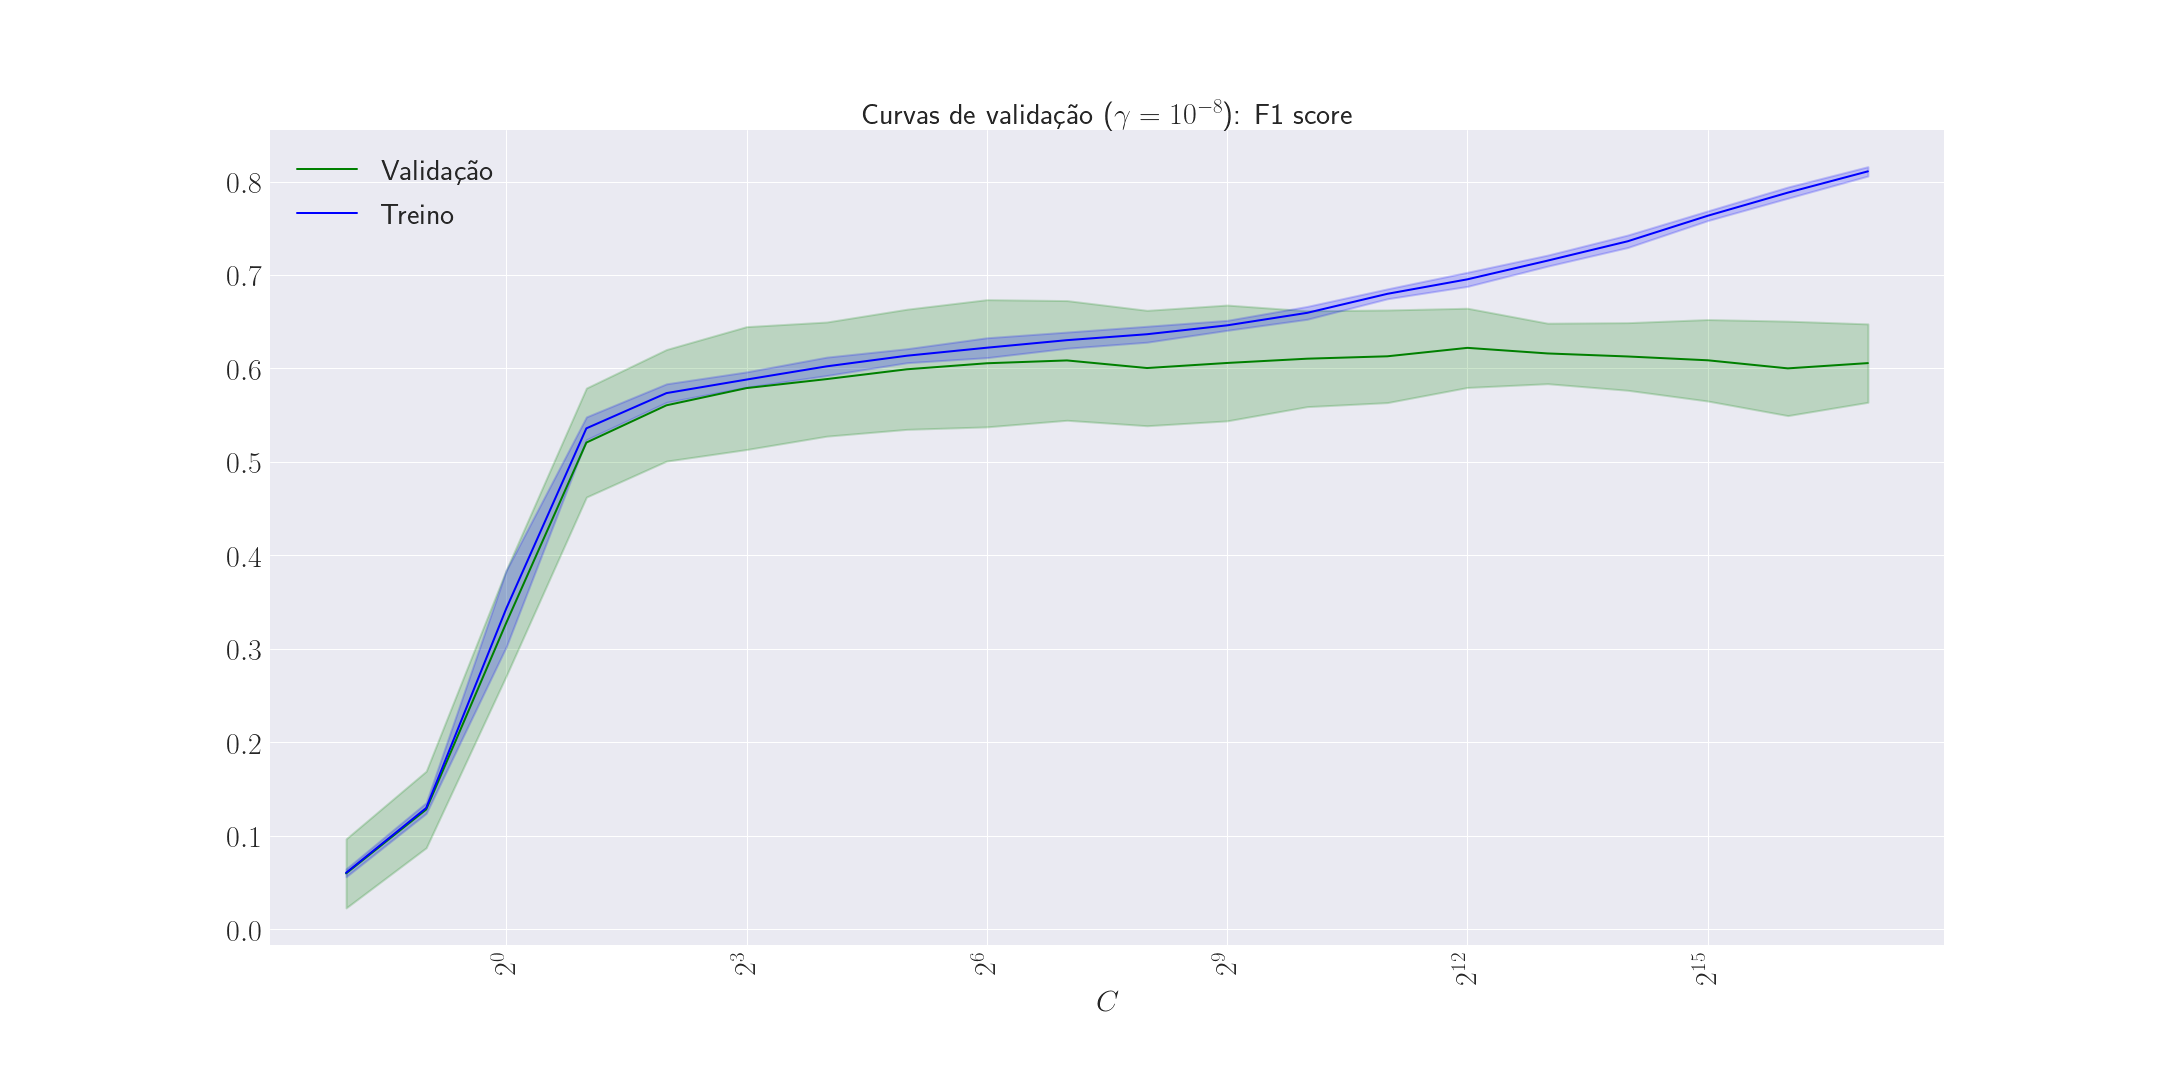 Curvas de validação (γ = 10⁻⁸): F1 score
Validação
Treino
0.8
0.7
0.6
0.5
0.4
0.3
0.2
0.1
0.0
2⁰ 2³ 2⁶ 2⁹ 2¹² 2¹⁵
C